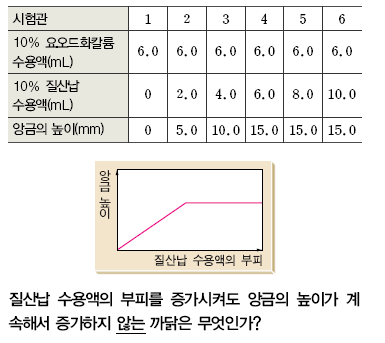 시험관 1 2 3 4 5 6
10% 요오드화칼륨 6.0 6.0 6.0 6.0 6.0 6.0
수용액(mL)
10% 질산납 0 2.0 4.0 6.0 8.0 10.0
수용액(mL)
앙금의 높이(mm) 0 5.0 10.0 15.0 15.0 15.0
앙금 높이
질산납 수용액의 부피
질산납 수용액의 부피를 증가시켜도 앙금의 높이가 계
속해서 증가하지 않는 까닭은 무엇인가?